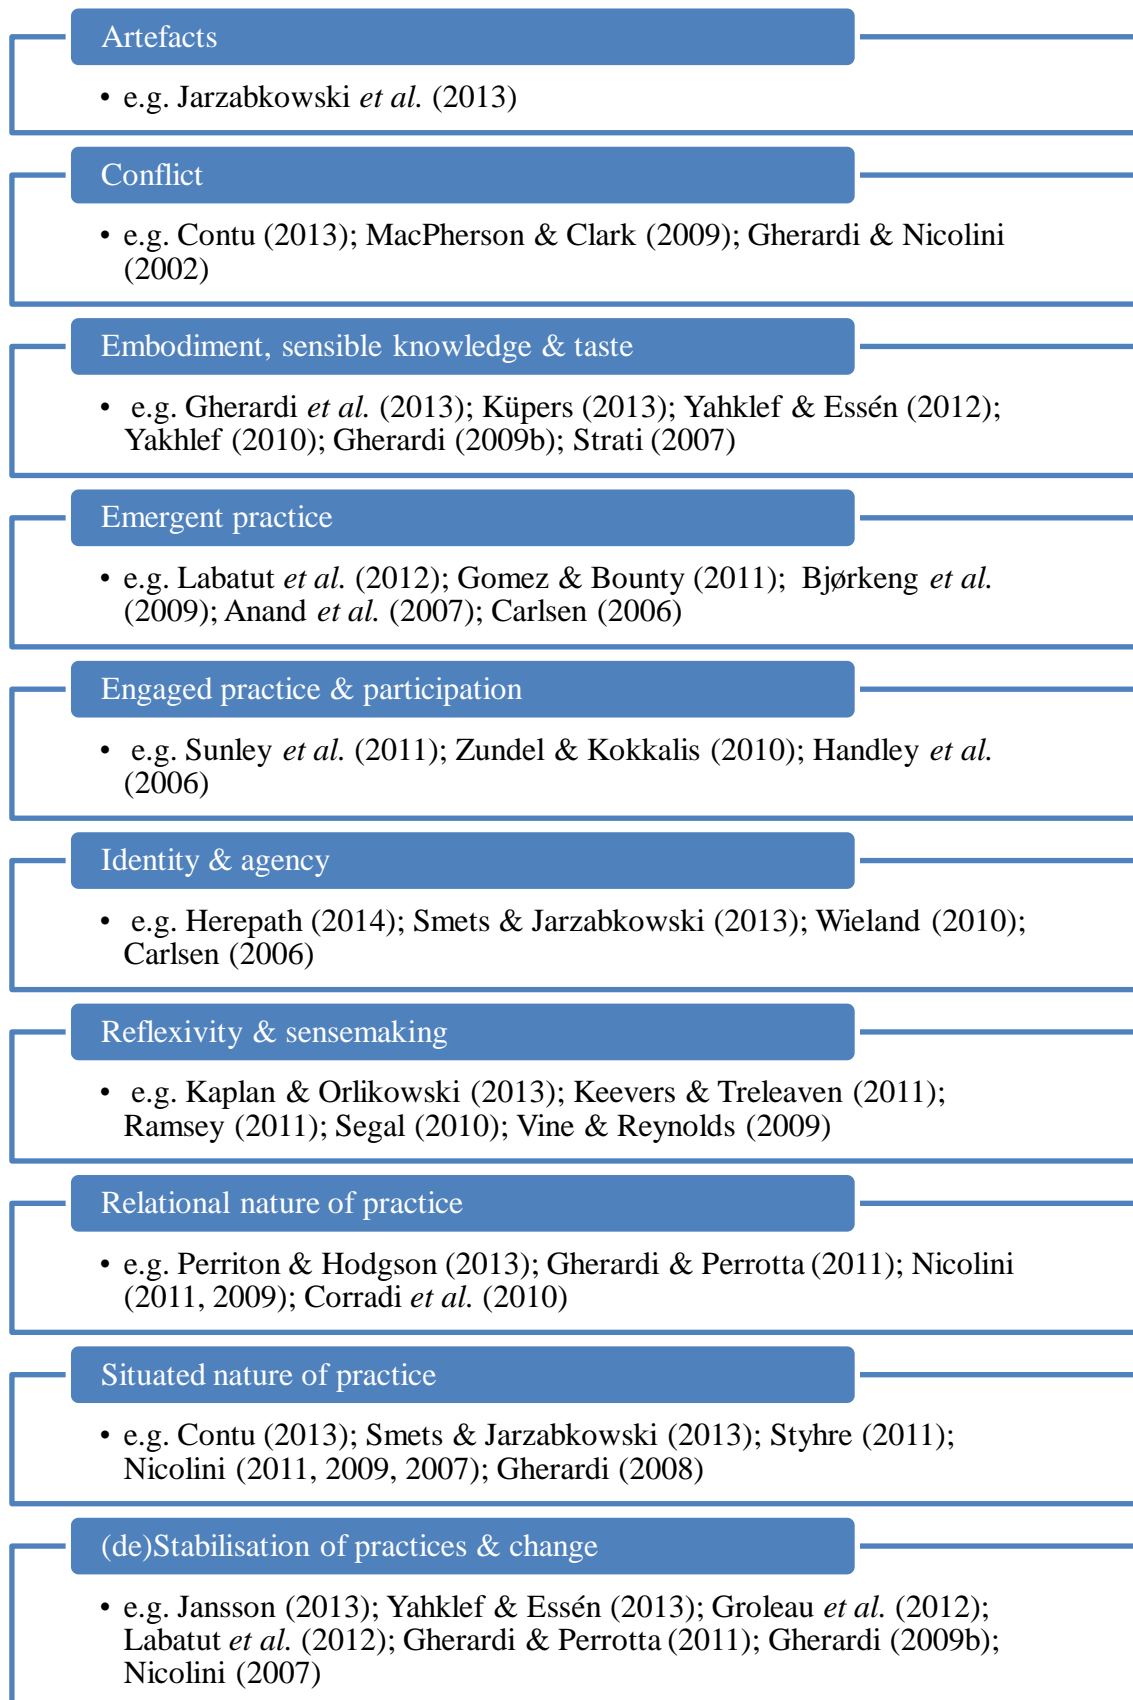 Artefacts
• e.g. Jarzabkowski et al. (2013)
Conflict
• e.g. Contu (2013); MacPherson & Clark (2009); Gherardi & Nicolini
(2002)
Embodiment, sensible knowledge & taste
• e.g. Gherardi et al. (2013); Küpers (2013); Yahklef & Essén (2012);
Yakhlef (2010); Gherardi (2009b); Strati (2007)
Emergent practice
• e.g. Labatut et al. (2012); Gomez & Bounty (2011); Bjørkeng et al.
(2009); Anand et al. (2007); Carlsen (2006)
Engaged practice & participation
• e.g. Sunley et al. (2011); Zundel & Kokkalis (2010); Handley et al.
(2006)
Identity & agency
• e.g. Herepath (2014); Smets & Jarzabkowski (2013); Wieland (2010);
Carlsen (2006)
Reflexivity & sensemaking
• e.g. Kaplan & Orlikowski (2013); Keevers & Treleaven (2011);
Ramsey (2011); Segal (2010); Vine & Reynolds (2009)
Relational nature of practice
• e.g. Perriton & Hodgson (2013); Gherardi & Perrotta (2011); Nicolini
(2011, 2009); Corradi et al. (2010)
Situated nature of practice
• e.g. Contu (2013); Smets & Jarzabkowski (2013); Styhre (2011);
Nicolini (2011, 2009, 2007); Gherardi (2008)
(de)Stabilisation of practices & change
• e.g. Jansson (2013); Yahklef & Essén (2013); Groleau et al. (2012);
Labatut et al. (2012); Gherardi & Perrotta (2011); Gherardi (2009b);
Nicolini (2007)